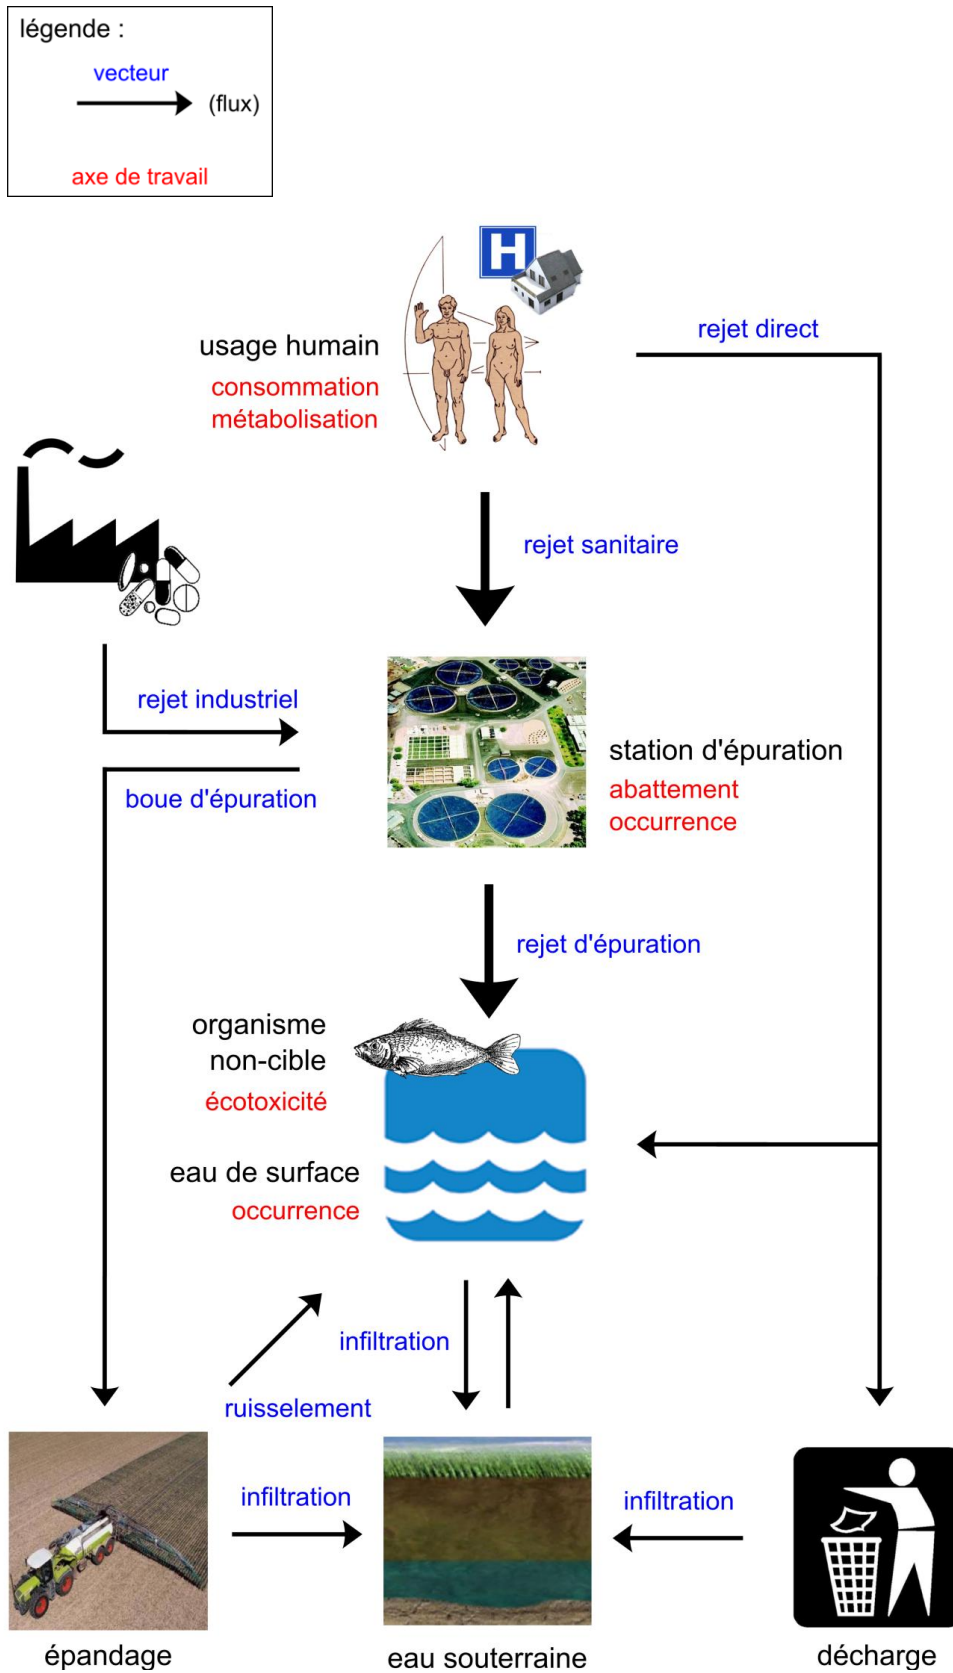 légende :
vecteur
(flux)
axe de travail
H
usage humain
consommation
métabolisation
rejet direct
rejet sanitaire
rejet industriel
boue d'épuration
station d'épuration
abattement
occurrence
rejet d'épuration
organisme
non-cible
écotoxicité
eau de surface
occurrence
infiltration
ruisselement
infiltration
infiltration
épandage
eau souterraine
décharge